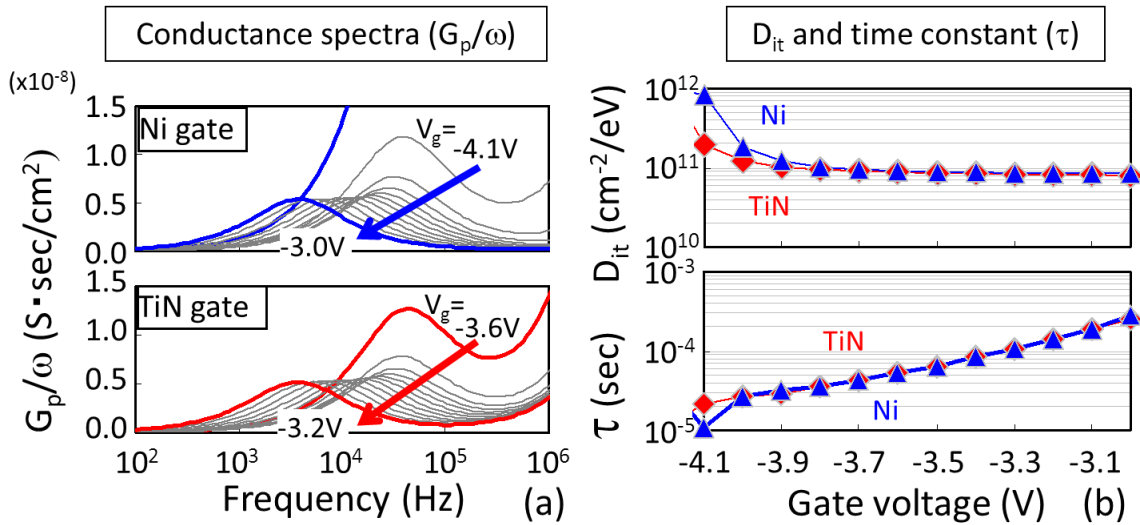 Conductance spectra (Gp/ω)
(x10-8)
Gp/ω (S・sec/cm2)
1.5
1.0
0.5
0.0
Ni gate
Vg=
-4.1V
-3.0V
1.5
1.0
0.5
0.0
TiN gate
Vg=
-3.6V
-3.2V
102
103
104
105
106
Frequency (Hz)
(a)
Dit and time constant (τ)
Dit (cm-2/eV)
1012
1011
1010
Ni
TiN
τ (sec)
10-3
10-4
10-5
TiN
Ni
-4.1
-3.9
-3.7
-3.5
-3.3
-3.1
Gate voltage (V)
(b)